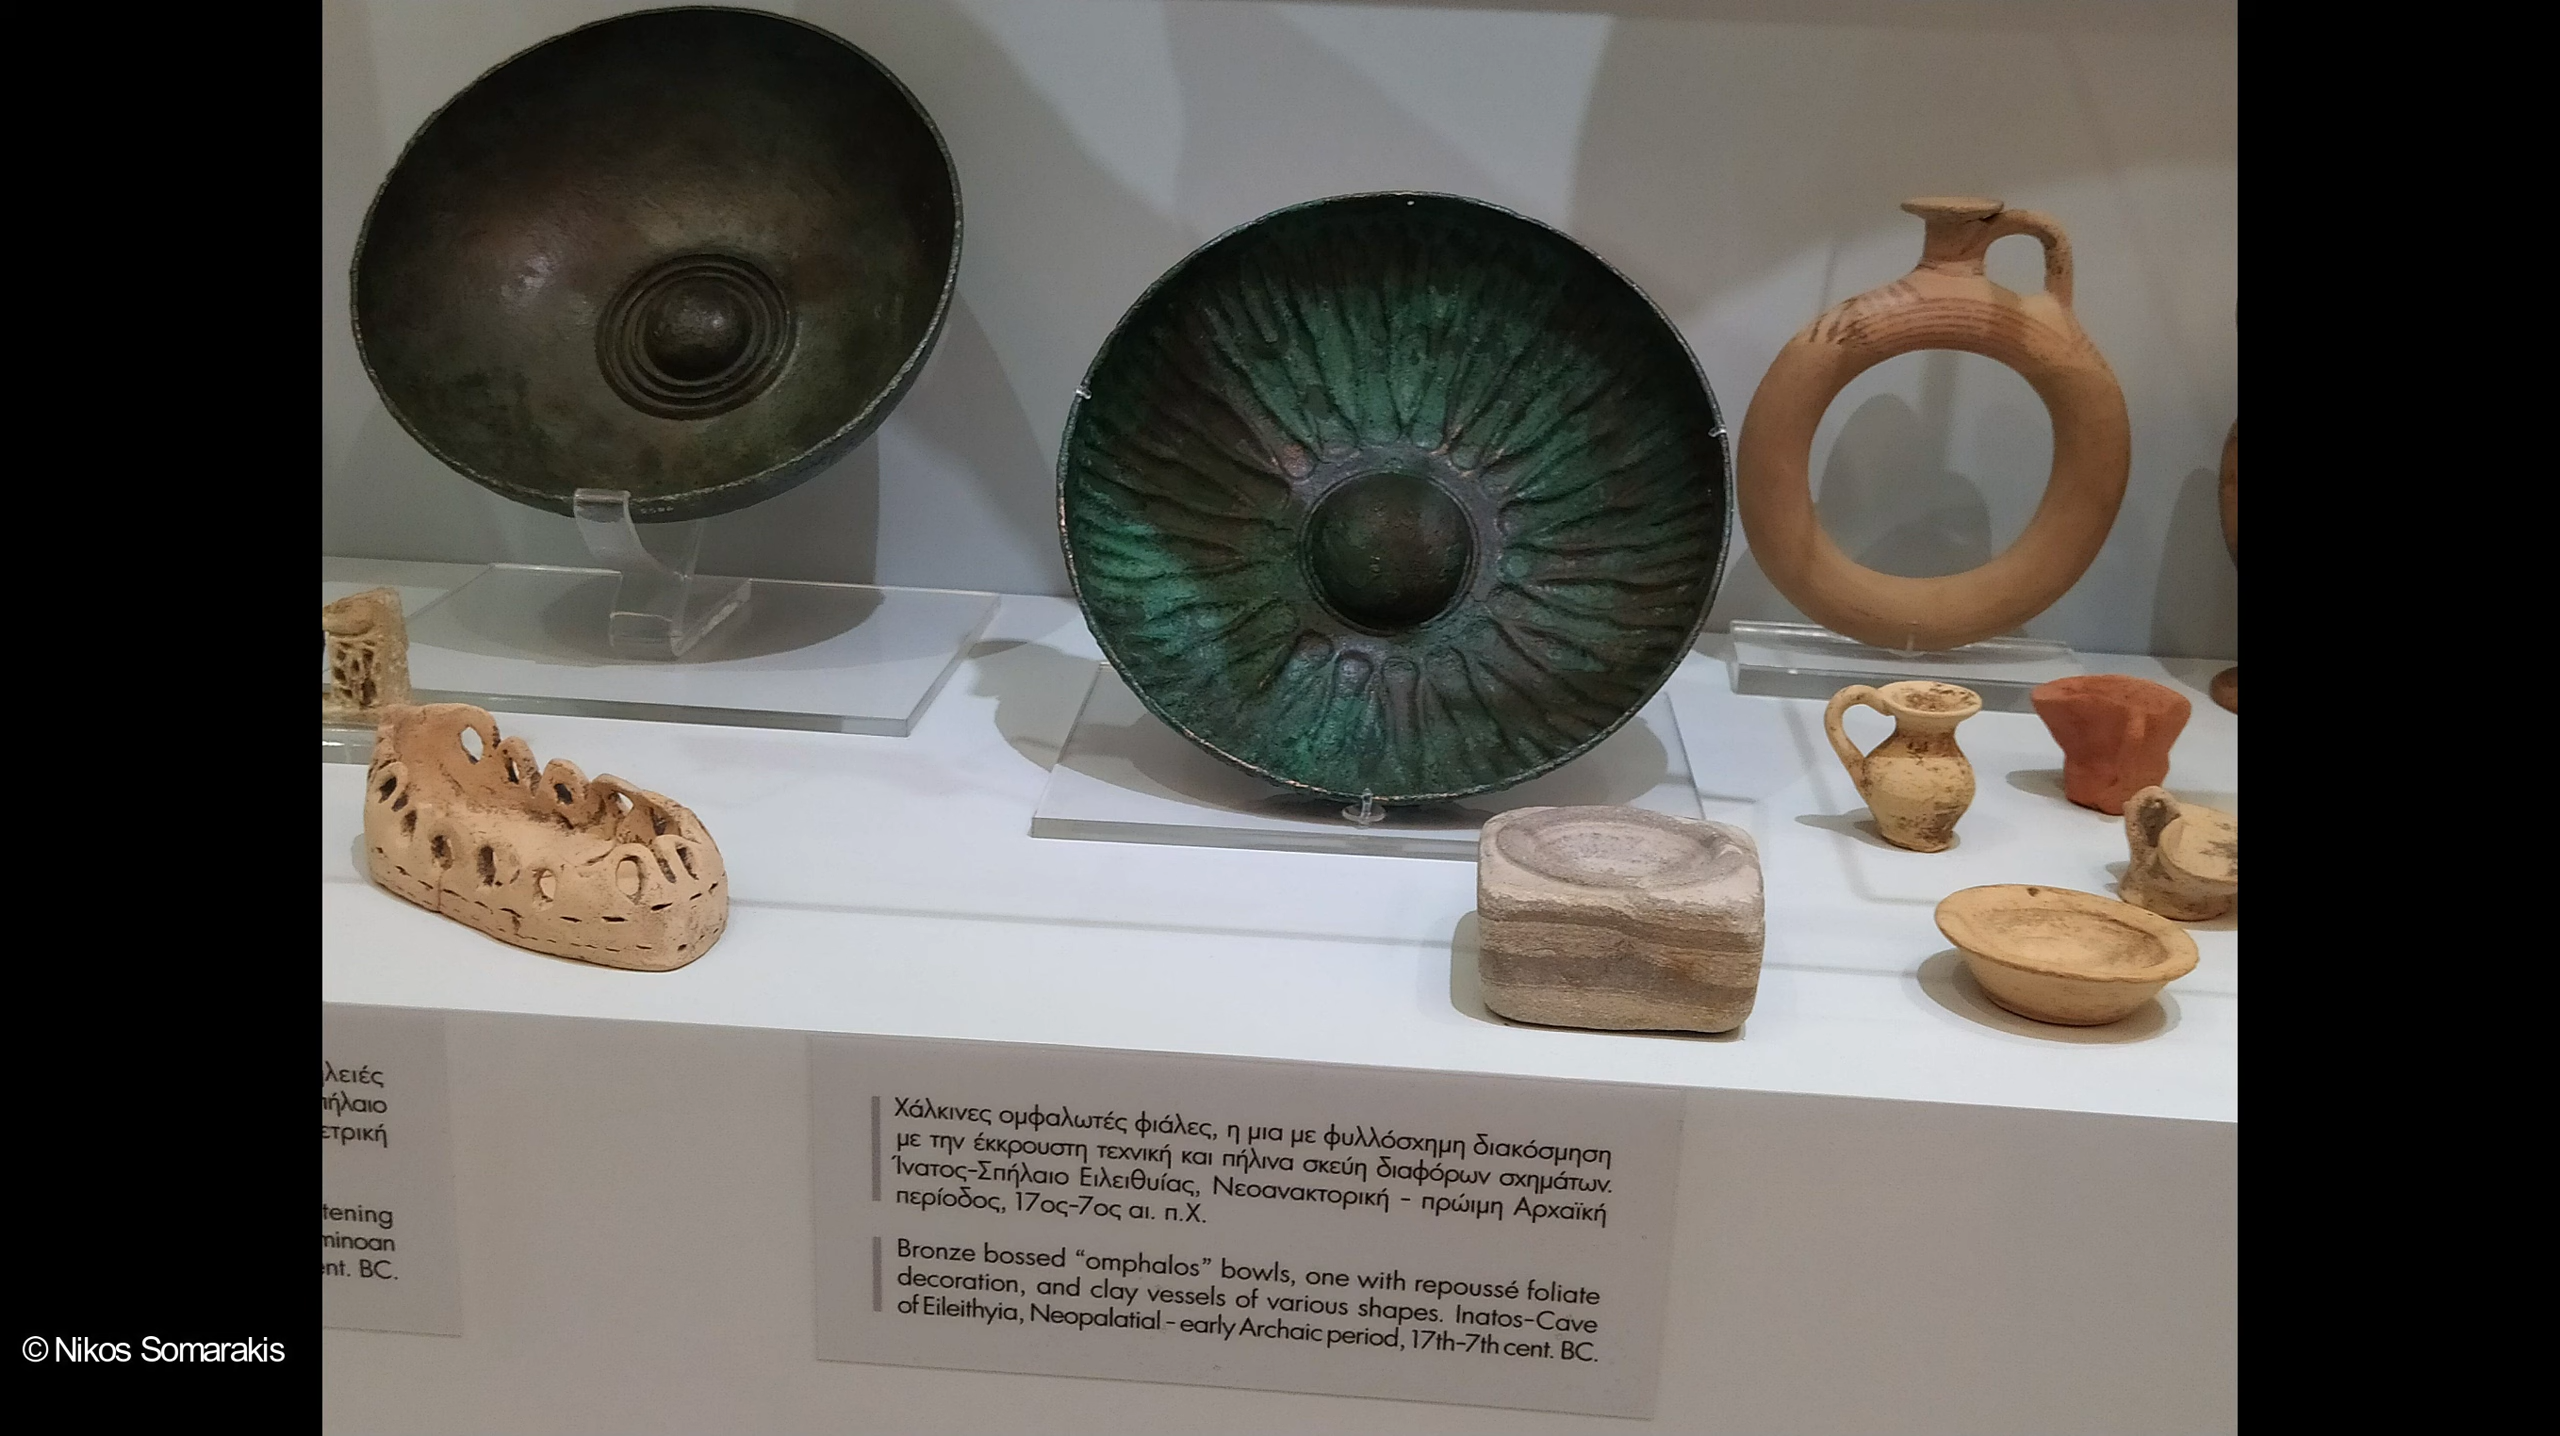 λειές
πήλαιο
ετρική
tening
minoan
ent. BC.
Χάλκινες ομφαλωτές φιάλες, η μια με φυλλόσχημη διακόσμηση
με την έκκρουστη τεχνική και πήλινα σκεύη διαφόρων σχημάτων.
Ίνατος-Σπήλαιο Ειλειθυίας, Νεοανακτορική - πρώιμη Αρχαϊκή
περίοδος, 17ος-7ος αι. π.Χ.
Bronze bossed “omphalos” bowls, one with repoussé foliate
decoration, and clay vessels of various shapes. Inatos-Cave
of Eileithyia, Neopalatial - early Archaic period, 17th-7th cent. BC.
© Nikos Somarakis